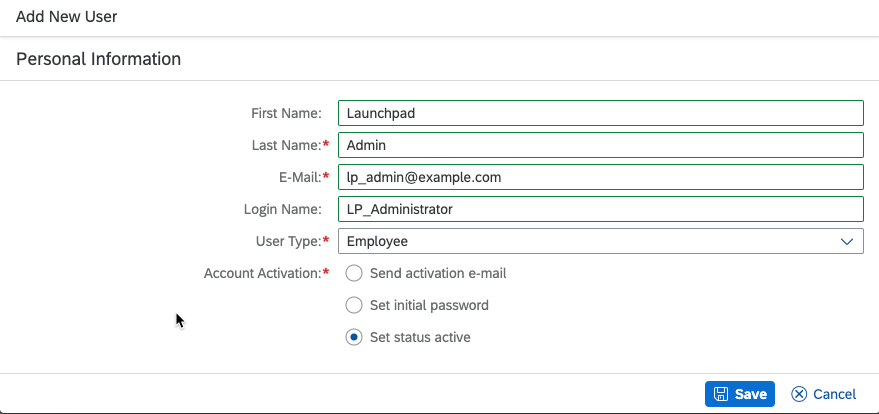 Add New User
Personal Information
First Name: Launchpad
Last Name:* Admin
E-Mail:* lp_admin@example.com
Login Name: LP_Administrator
User Type:* Employee
Account Activation:* Send activation e-mail
Set initial password
Set status active
Save Cancel